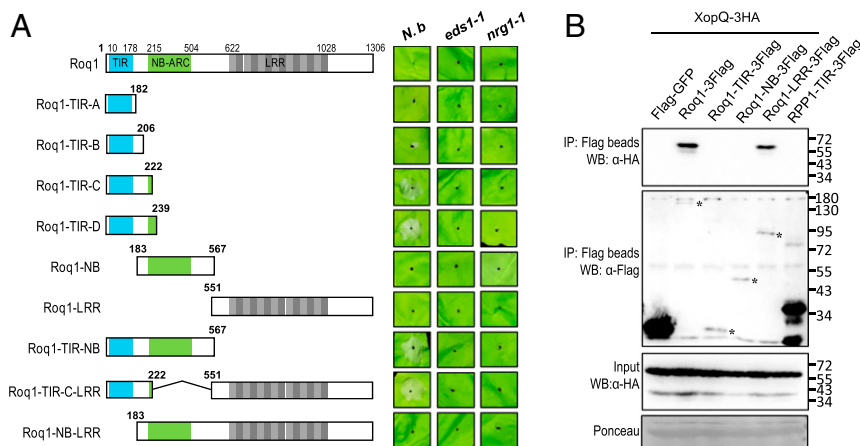 A
N.b eds1-1 nrg1-1
1 10 178 215 504 622 1028 1306
Roq1 TIR NB-ARC LRR
182
Roq1-TIR-A
206
Roq1-TIR-B
222
Roq1-TIR-C
239
Roq1-TIR-D
183 567
Roq1-NB
551
Roq1-LRR
567
Roq1-TIR-NB
222 551
Roq1-TIR-C-LRR
183
Roq1-NB-LRR
B
XopQ-3HA
Flag-GFP
Roq1-3Flag
Roq1-TIR-3Flag
Roq1-NB-3Flag
Roq1-LRR-3Flag
RPP1-TIR-3Flag
IP: Flag beads
WB: α-HA
72
55
43
34
IP: Flag beads
WB: α-Flag
180
130
95
72
55
43
34
*
*
*
*
Input
WB:α-HA
72
55
43
34
Ponceau